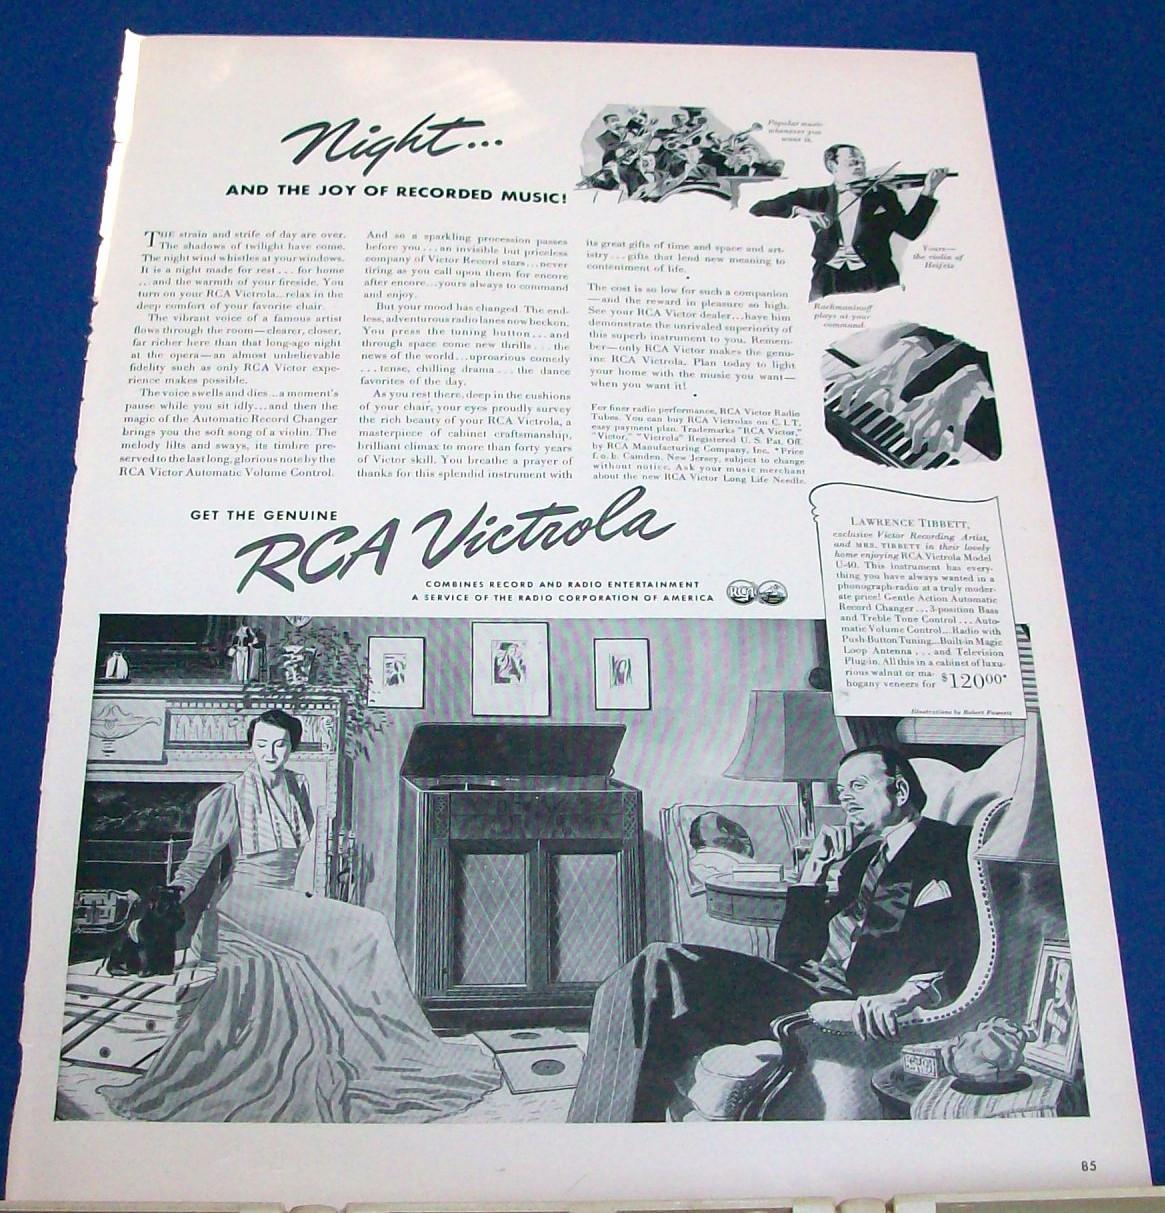 Night...
AND THE JOY OF RECORDED MUSIC!
Popular music
whenever you
want it.
Yours—
the violin of
Heifetz
Rachmaninoff
plays at your
command.
THE strain and strife of day are over.
The shadows of twilight have come.
The night wind whistles at your windows.
It is a night made for rest... for home
...and the warmth of your fireside. You
turn on your RCA Victrola...relax in the
deep comfort of your favorite chair.
The vibrant voice of a famous artist
flows through the room—clearer, closer,
far richer here than that long-ago night
at the opera—an almost unbelievable
fidelity such as only RCA Victor expe-
rience makes possible.
The voice swells and dies...a moment's
pause while you sit idly...and then the
magic of the Automatic Record Changer
brings you the soft song of a violin. The
melody lilts and sways, its timbre pre-
served to the last long, glorious note by the
RCA Victor Automatic Volume Control.
And so a sparkling procession passes
before you...an invisible but priceless
company of Victor Record stars...never
tiring as you call upon them for encore
after encore...yours always to command
and enjoy.
But your mood has changed. The end-
less, adventurous radio lanes now beckon.
You press the tuning button...and
through space come new thrills...the
news of the world...uproarious comedy
...tense, chilling drama...the dance
favorites of the day.
As you rest there, deep in the cushions
of your chair, your eyes proudly survey
the rich beauty of your RCA Victrola, a
masterpiece of cabinet craftsmanship,
brilliant climax to more than forty years
of Victor skill. You breathe a prayer of
thanks for this splendid instrument with
its great gifts of time and space and art-
istry...gifts that lend new meaning to
contentment of life.
The cost is so low for such a companion
—and the reward in pleasure so high.
See your RCA Victor dealer...have him
demonstrate the unrivaled superiority of
this superb instrument to you. Remem-
ber—only RCA Victor makes the genu-
ine RCA Victrola. Plan today to light
your home with the music you want—
when you want it!
For finer radio performance, RCA Victor Radio
Tubes. You can buy RCA Victrolas on C.I.T.
easy payment plan. Trademarks "RCA Victor,"
"Victor," "Victrola" Registered U. S. Pat. Off.
by RCA Manufacturing Company, Inc. *Price
f. o. b. Camden, New Jersey, subject to change
without notice. Ask your music merchant
about the new RCA Victor Long Life Needle.
GET THE GENUINE
RCA Victrola
COMBINES RECORD AND RADIO ENTERTAINMENT
A SERVICE OF THE RADIO CORPORATION OF AMERICA
RCA
LAWRENCE TIBBETT,
exclusive Victor Recording Artist,
and MRS. TIBBETT in their lovely
home enjoying RCA Victrola Model
U-40. This instrument has every-
thing you have always wanted in a
phonograph-radio at a truly moder-
ate price! Gentle Action Automatic
Record Changer...3-position Bass
and Treble Tone Control...Auto-
matic Volume Control...Radio with
Push-Button Tuning...Built-in Magic
Loop Antenna...and Television
Plug-in. All this in a cabinet of luxu-
rious walnut or ma-
hogany veneers for $120⁰⁰*
Illustrations by Robert Fawcett
85